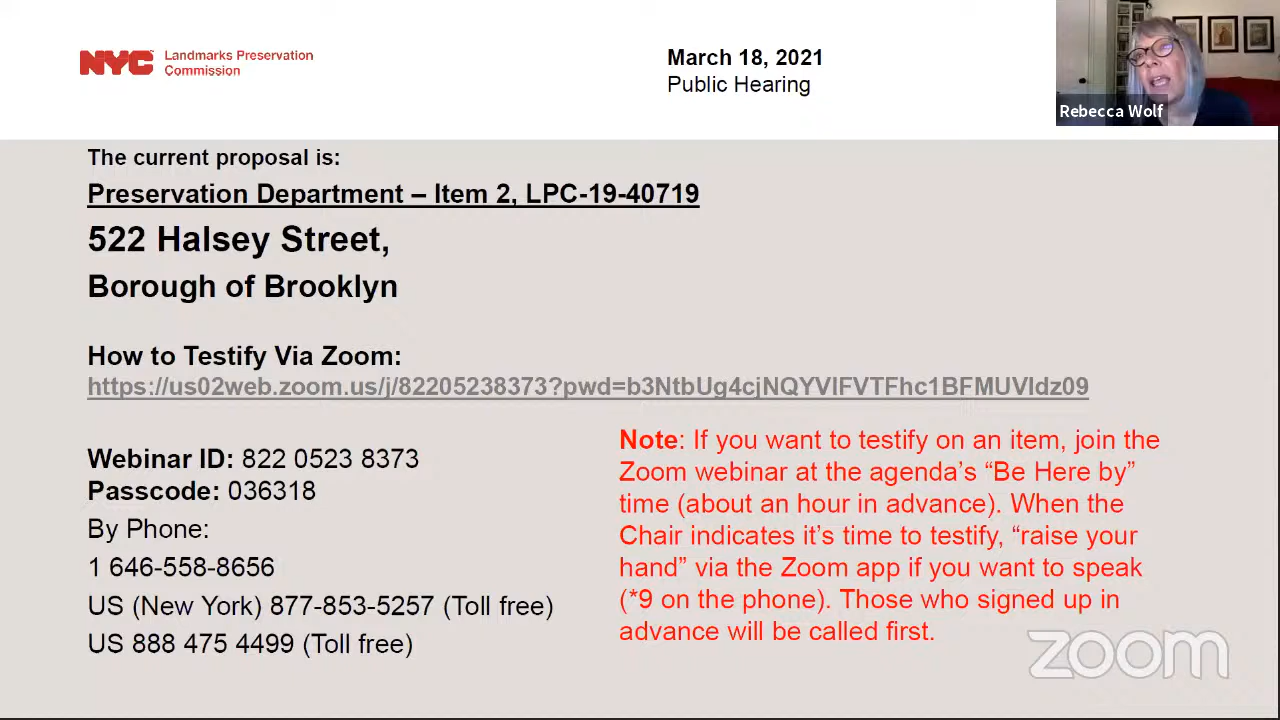 NYC Landmarks Preservation
Commission
March 18, 2021
Public Hearing
Rebecca Wolf
The current proposal is:
Preservation Department – Item 2, LPC-19-40719
522 Halsey Street,
Borough of Brooklyn
How to Testify Via Zoom:
https://us02web.zoom.us/j/82205238373?pwd=b3NtbUg4cjNQYVlFVTFhc1BFMUVIdz09
Webinar ID: 822 0523 8373
Passcode: 036318
By Phone:
1 646-558-8656
US (New York) 877-853-5257 (Toll free)
US 888 475 4499 (Toll free)
Note: If you want to testify on an item, join the
Zoom webinar at the agenda’s “Be Here by”
time (about an hour in advance). When the
Chair indicates it’s time to testify, “raise your
hand” via the Zoom app if you want to speak
(*9 on the phone). Those who signed up in
advance will be called first.
zoom